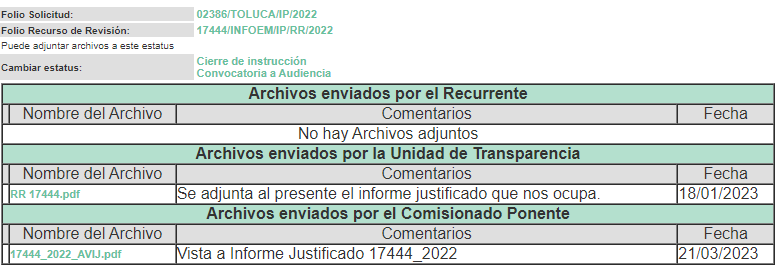 Folio Solicitud: 02386/TOLUCA/IP/2022
Folio Recurso de Revisión: 17444/INFOEM/IP/RR/2022
Puede adjuntar archivos a este estatus
Cambiar estatus: Cierre de instrucción
Convocatoria a Audiencia
Archivos enviados por el Recurrente
Nombre del Archivo Comentarios Fecha
No hay Archivos adjuntos
Archivos enviados por la Unidad de Transparencia
Nombre del Archivo Comentarios Fecha
RR 17444.pdf Se adjunta al presente el informe justificado que nos ocupa. 18/01/2023
Archivos enviados por el Comisionado Ponente
Nombre del Archivo Comentarios Fecha
17444_2022_AVIJ.pdf Vista a Informe Justificado 17444_2022 21/03/2023